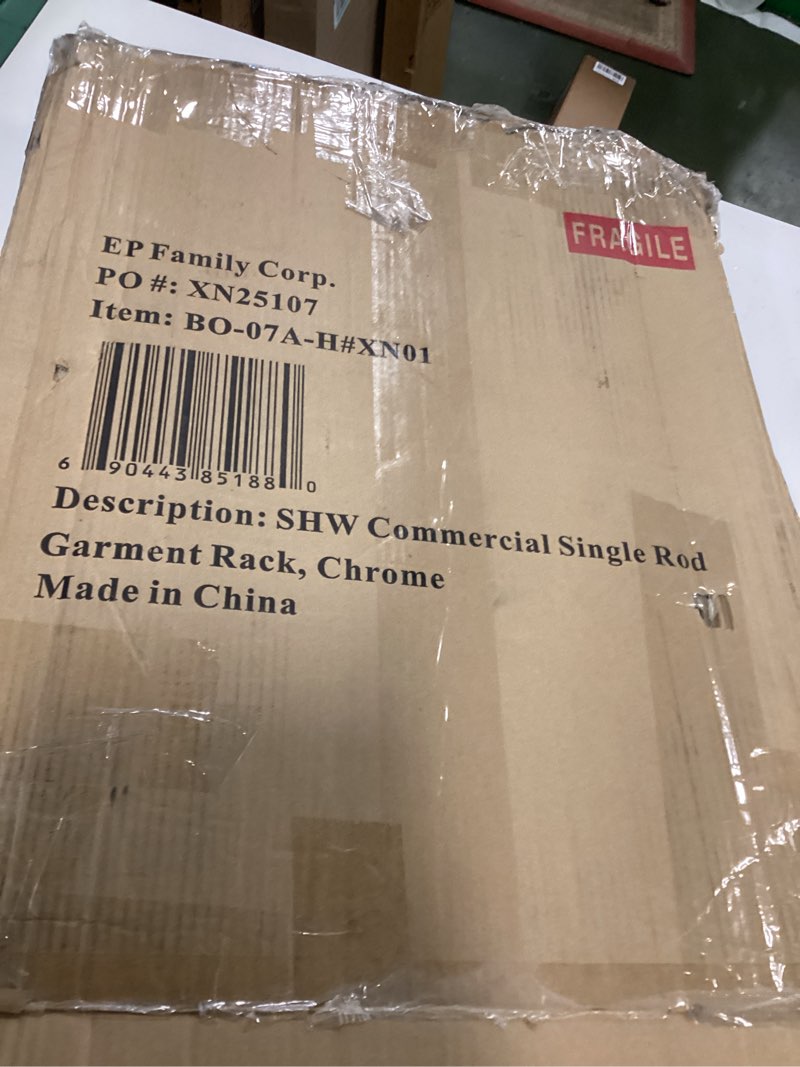 FRAGILE
EP Family Corp.
PO #: XN25107
Item: BO-07A-H#XN01
6 90443 85188 0
Description: SHW Commercial Single Rod
Garment Rack, Chrome
Made in China